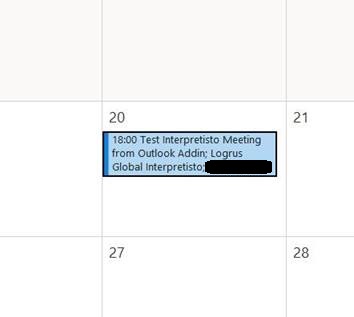 20
21
18:00 Test Interpretisto Meeting
from Outlook Addin; Logrus
Global Interpretisto;
27
28